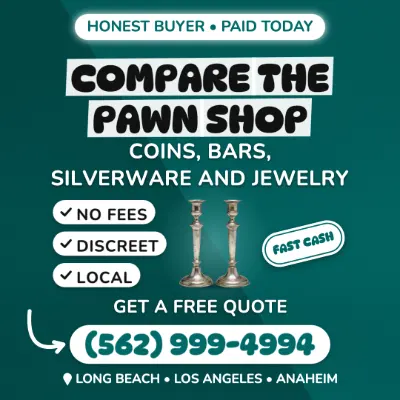 HONEST BUYER • PAID TODAY
COMPARE THE
PAWN SHOP
COINS, BARS,
SILVERWARE AND JEWELRY
NO FEES
DISCREET
LOCAL
FAST CASH
GET A FREE QUOTE
(562) 999-4994
LONG BEACH • LOS ANGELES • ANAHEIM